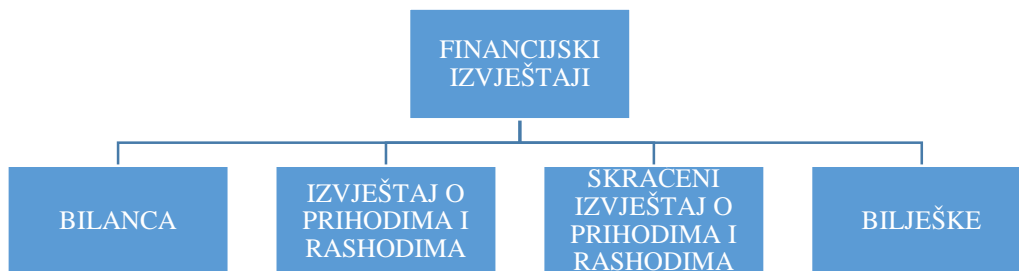 FINANCIJSKI
IZVJEŠTAJI
BILANCA
IZVJEŠTAJ O
PRIHODIMA I
RASHODIMA
SKRAĆENI
IZVJEŠTAJ O
PRIHODIMA I
RASHODIMA
BILJEŠKE